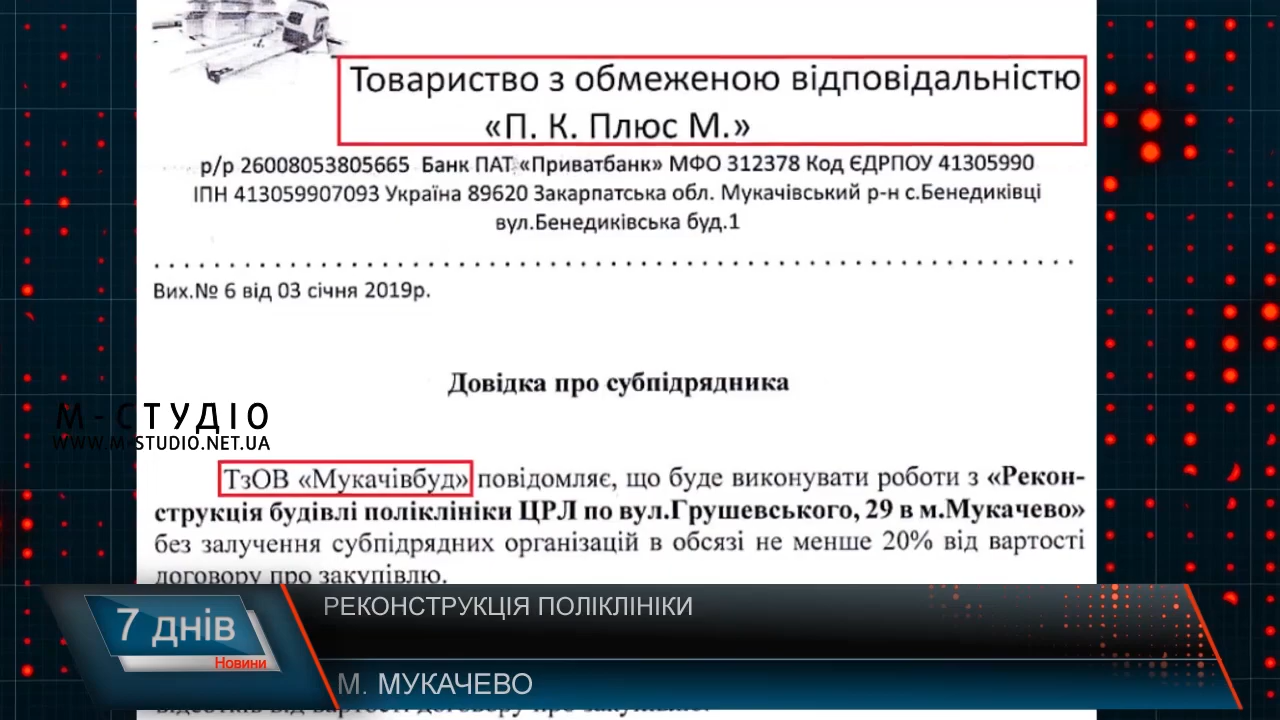 Товариство з обмеженою відповідальністю
«П. К. Плюс М.»
р/р 26008053805665 Банк ПАТ «Приватбанк» МФО 312378 Код ЄДРПОУ 41305990
ІПН 413059907093 Україна 89620 Закарпатська обл. Мукачівський р-н с.Бенедиківці
вул.Бенедиківська буд.1
Вих.№ 6 від 03 січня 2019р.
Довідка про субпідрядника
М-СТУДІО
WWW.M-STUDIO.NET.UA
ТзОВ «Мукачівбуд» повідомляє, що буде виконувати роботи з «Рекон-
струкція будівлі поліклініки ЦРЛ по вул.Грушевського, 29 в м.Мукачево»
без залучення субпідрядних організацій в обсязі не менше 20% від вартості
договору про закупівлю.
РЕКОНСТРУКЦІЯ ПОЛІКЛІНІКИ
7 днів
Новини
М. МУКАЧЕВО